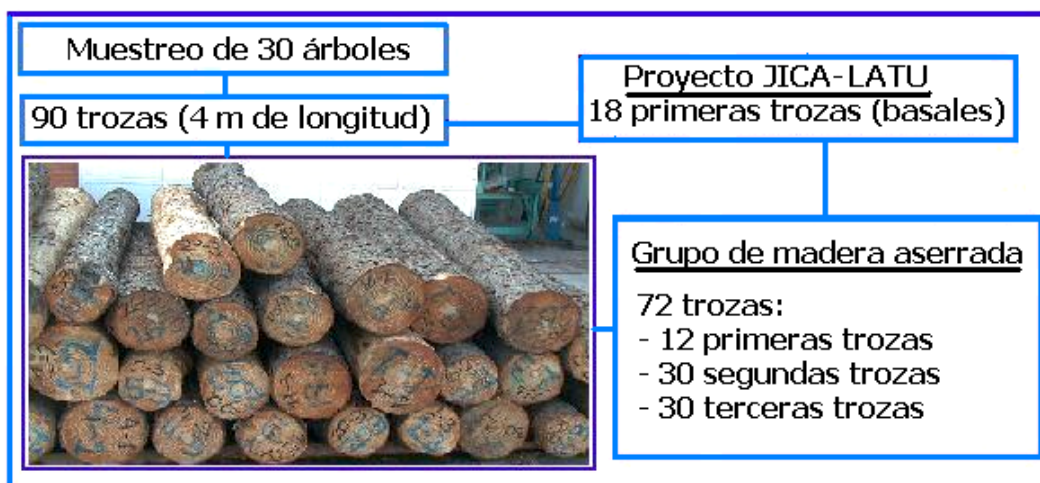 Muestreo de 30 árboles
90 trozas (4 m de longitud)
Proyecto JICA-LATU
18 primeras trozas (basales)
Grupo de madera aserrada
72 trozas:
- 12 primeras trozas
- 30 segundas trozas
- 30 terceras trozas